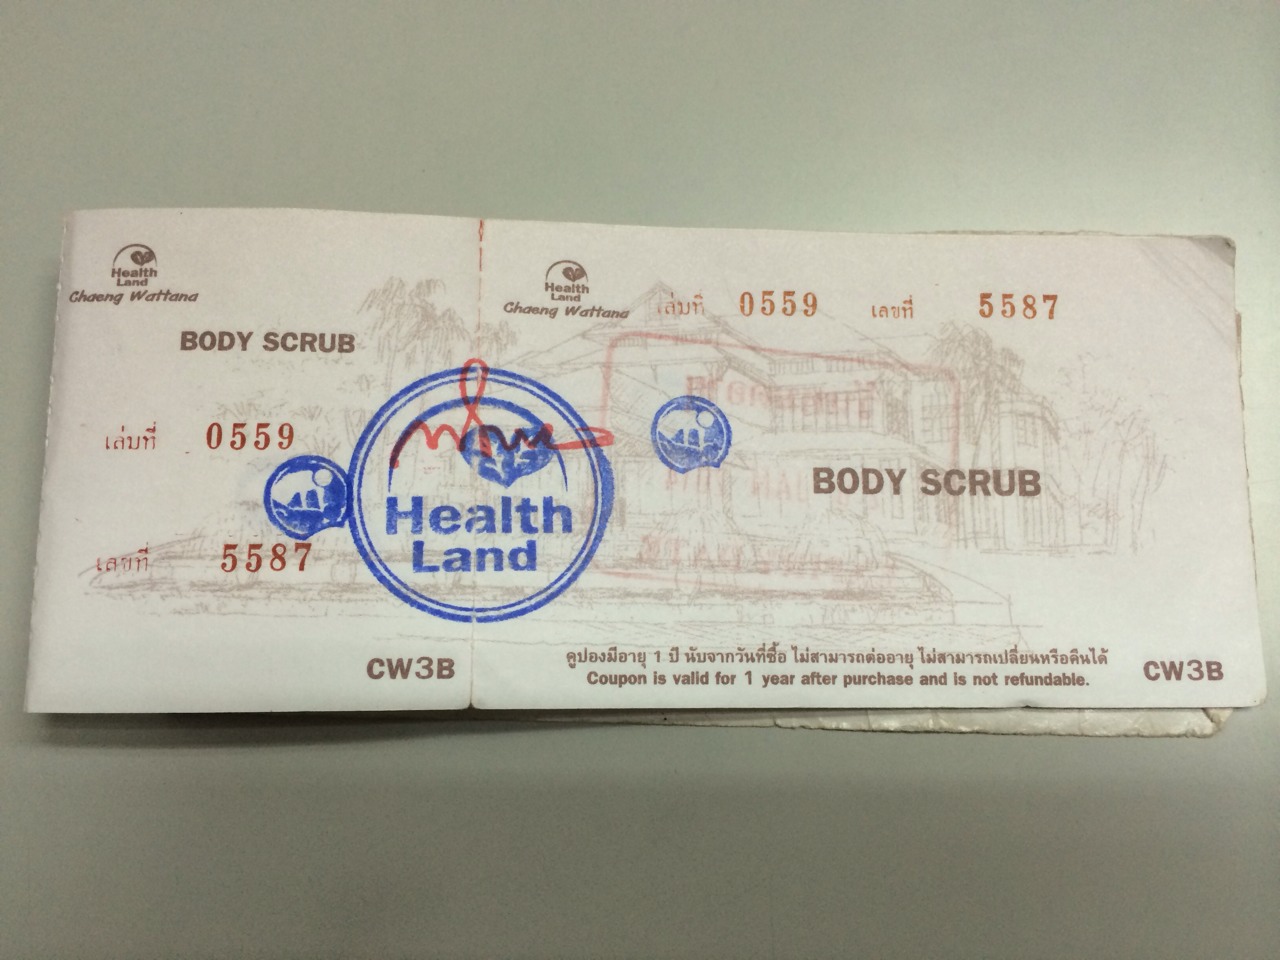 Health
Land
Chaeng Wattana
BODY SCRUB
เล่มที่ 0559
เลขที่ 5587
CW3B
Health
Land
Health
Land
Chaeng Wattana
เล่มที่ 0559 เลขที่ 5587
BODY SCRUB
คูปองมีอายุ 1 ปี นับจากวันที่ซื้อ ไม่สามารถต่ออายุ ไม่สามารถเปลี่ยนหรือคืนได้
Coupon is valid for 1 year after purchase and is not refundable.
CW3B